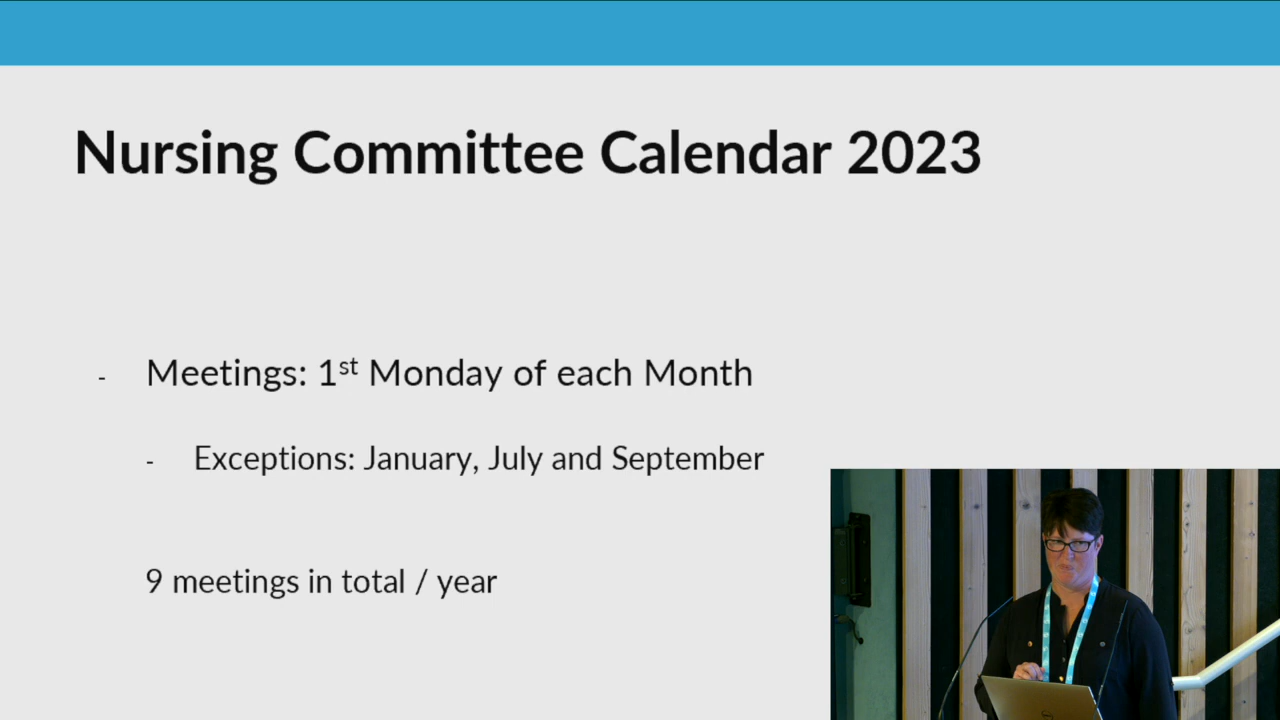 Nursing Committee Calendar 2023
- Meetings: 1st Monday of each Month
- Exceptions: January, July and September
9 meetings in total / year